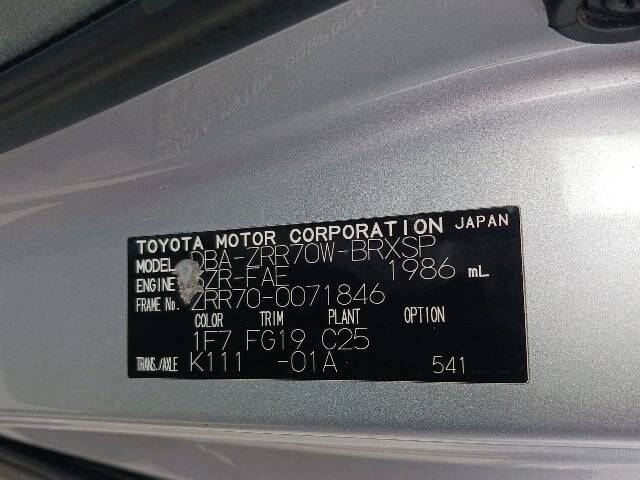 TOYOTA MOTOR CORPORATION JAPAN
MODEL DBA-ZRR70W-BRXSP
ENGINE 3ZR-FAE 1986 mL
FRAME No. ZRR70-0071846
COLOR TRIM PLANT OPTION
1F7 FG19 C25
TRANS./AXLE K111 -01A 541